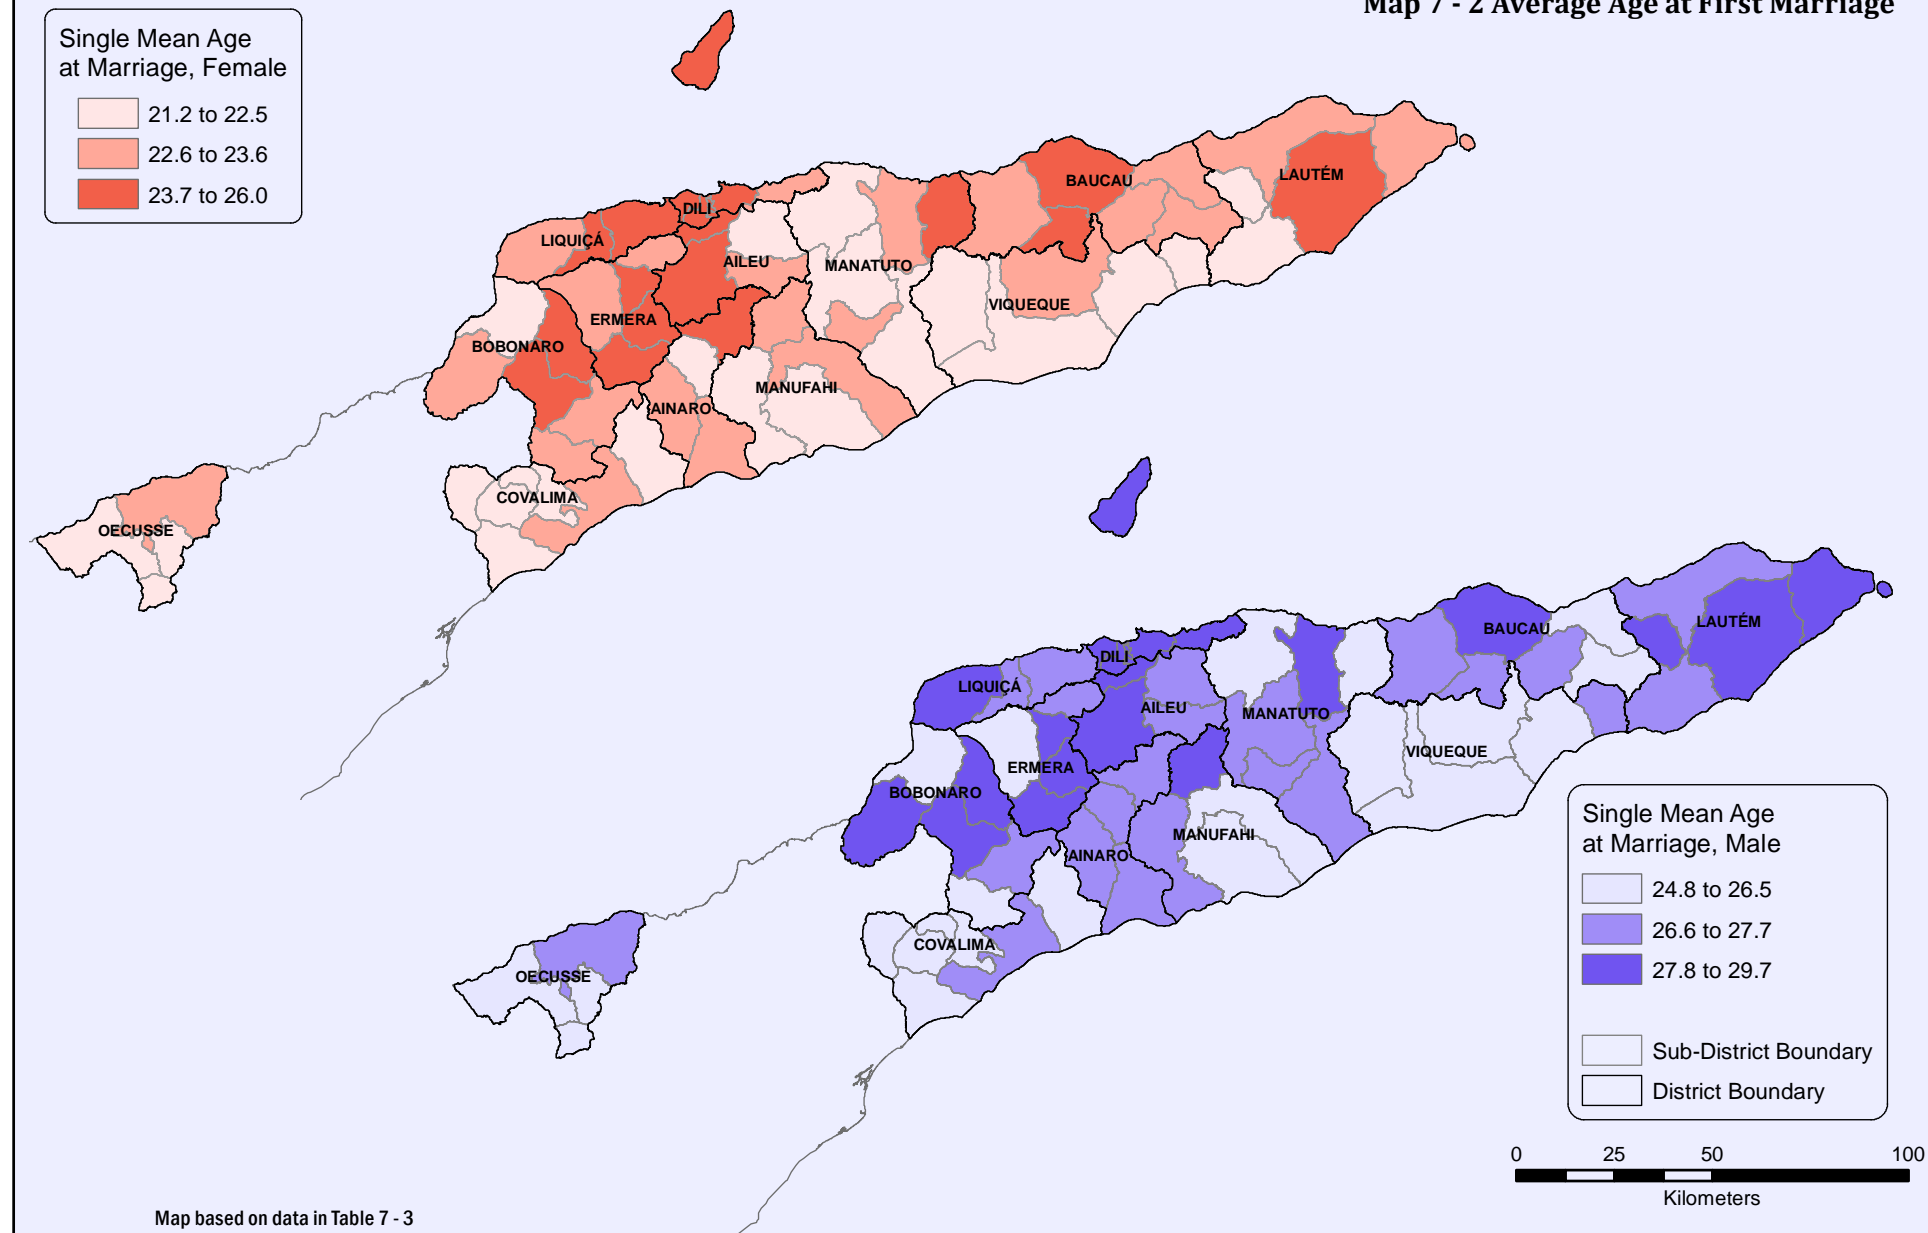 Map 7 - 2 Average Age at First Marriage
Single Mean Age
at Marriage, Female
21.2 to 22.5
22.6 to 23.6
23.7 to 26.0
BAUCAU
LAUTÉM
DILI
LIQUIÇÁ
AILEU
MANATUTO
VIQUEQUE
ERMERA
BOBONARO
MANUFAHI
AINARO
COVALIMA
OECUSSE
BAUCAU
LAUTÉM
DILI
LIQUIÇÁ
AILEU
MANATUTO
VIQUEQUE
ERMERA
BOBONARO
MANUFAHI
AINARO
COVALIMA
OECUSSE
Single Mean Age
at Marriage, Male
24.8 to 26.5
26.6 to 27.7
27.8 to 29.7
Sub-District Boundary
District Boundary
0 25 50 100
Kilometers
Map based on data in Table 7 - 3